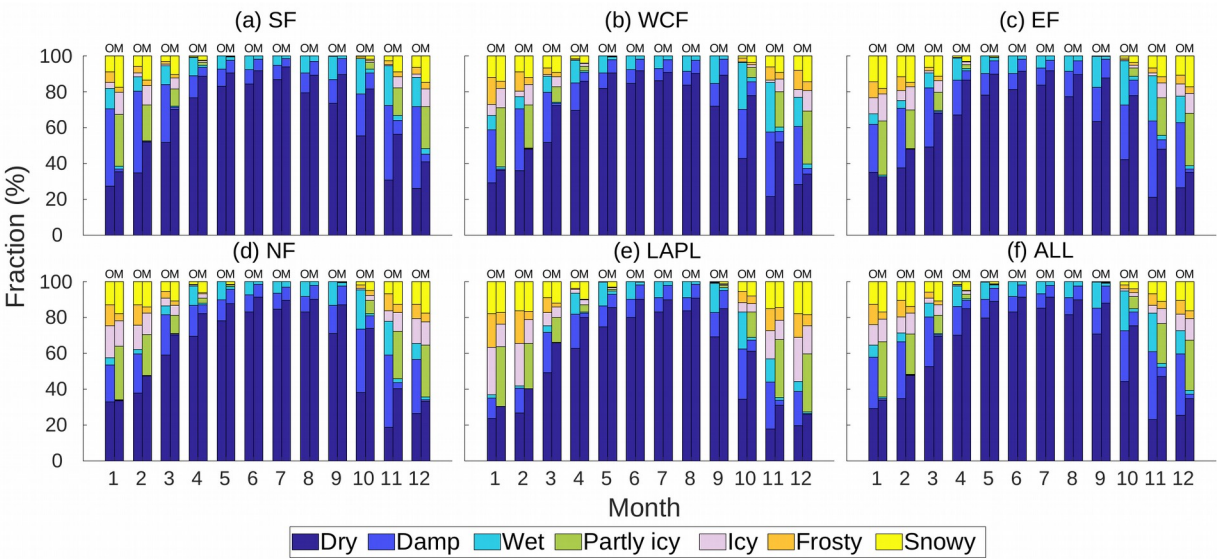 (a) SF (b) WCF (c) EF
OM OM OM OM OM OM OM OM OM OM OM OM OM OM OM OM OM OM OM OM OM OM OM OM OM OM OM OM OM OM OM OM OM OM OM OM
100
80
60
40
20
0
(d) NF (e) LAPL (f) ALL
OM OM OM OM OM OM OM OM OM OM OM OM OM OM OM OM OM OM OM OM OM OM OM OM OM OM OM OM OM OM OM OM OM OM OM OM
100
80
60
40
20
0
Fraction (%)
1 2 3 4 5 6 7 8 9 10 11 12 1 2 3 4 5 6 7 8 9 10 11 12 1 2 3 4 5 6 7 8 9 10 11 12
Month
Dry Damp Wet Partly icy Icy Frosty Snowy